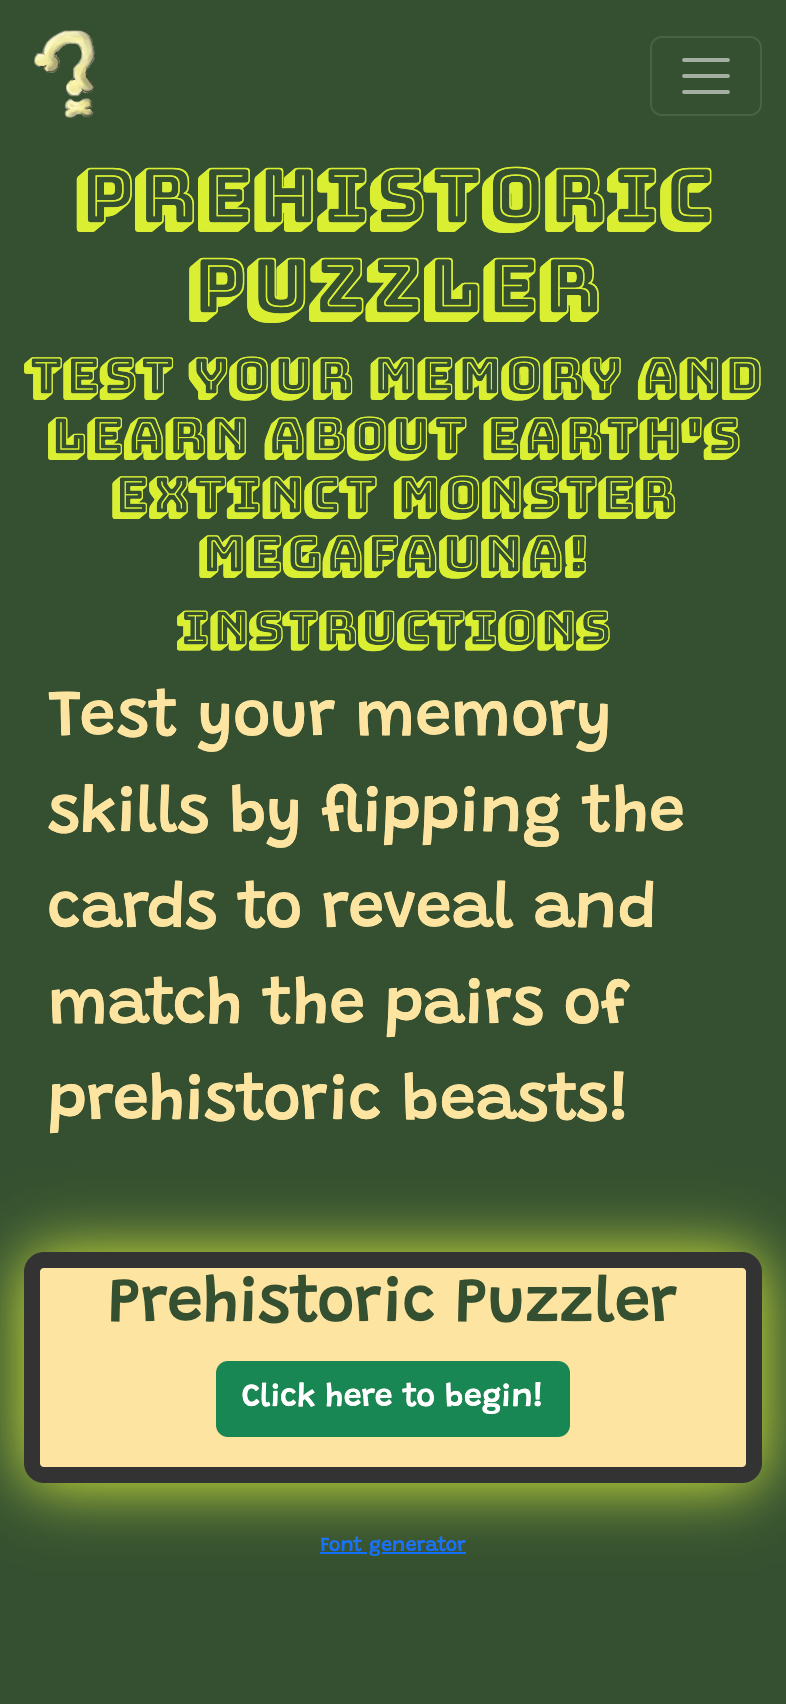 PREHISTORIC
PUZZLER
TEST YOUR MEMORY AND
LEARN ABOUT EARTH'S
EXTINCT MONSTER
MEGAFAUNA!
INSTRUCTIONS
Test your memory
skills by flipping the
cards to reveal and
match the pairs of
prehistoric beasts!
Prehistoric Puzzler
Click here to begin!
Font generator